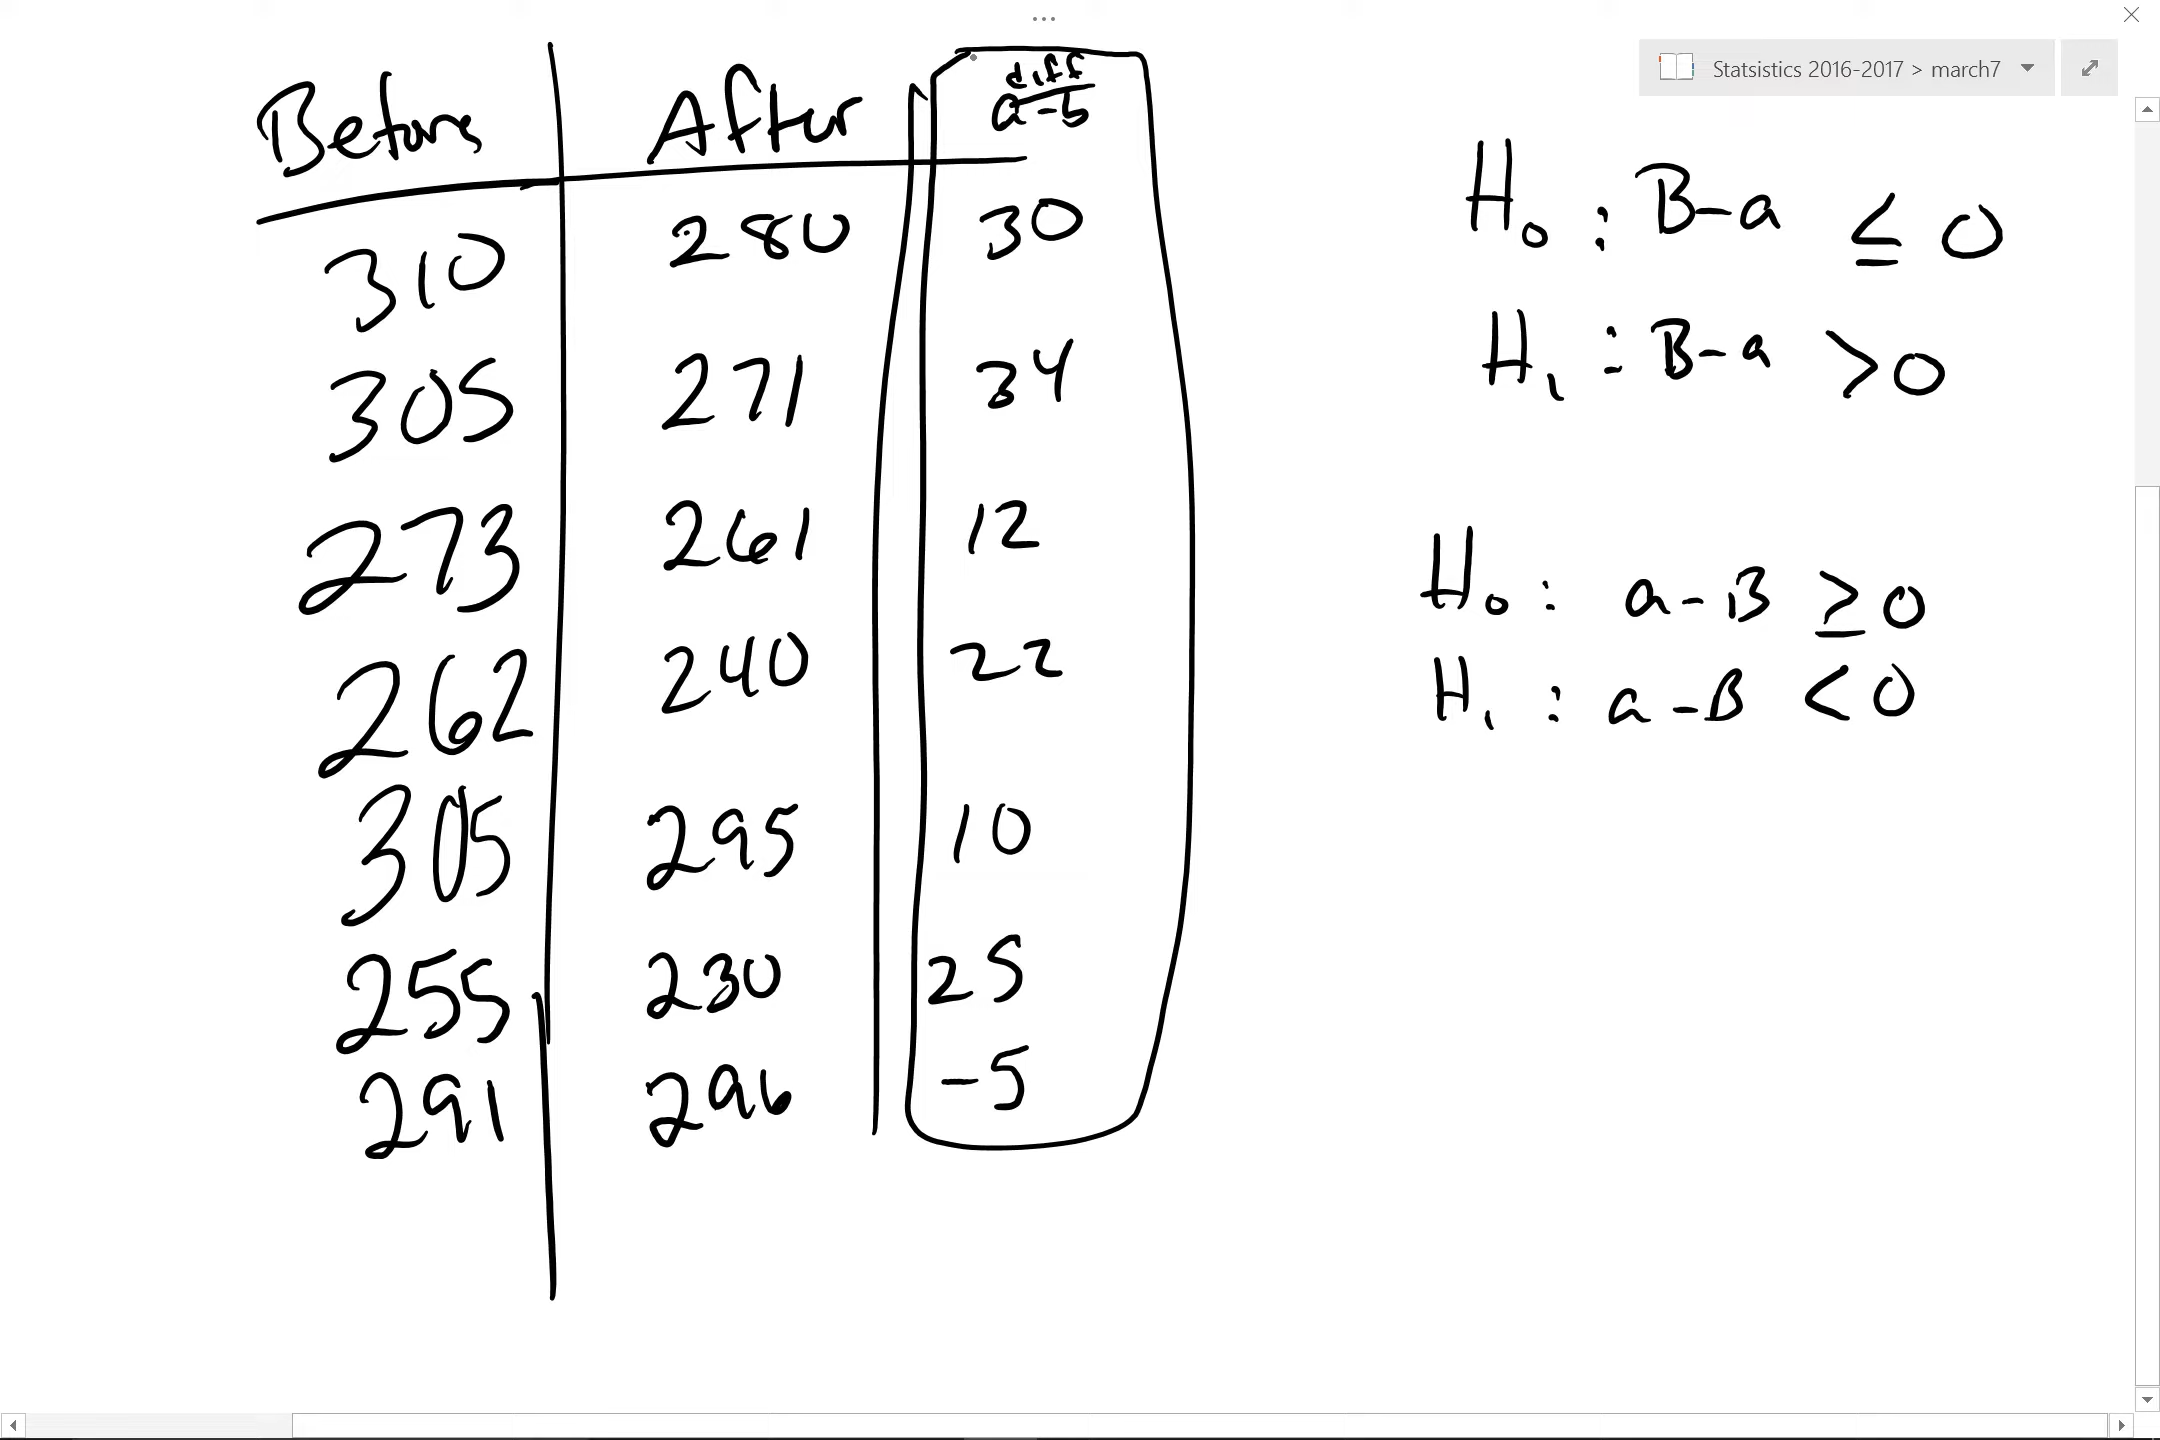 Statsistics 2016-2017 > march7
diff
Before After a-b
310 280 30
305 271 34
273 261 12
262 240 22
305 295 10
255 230 25
291 296 -5
H₀ : B-a ≤ 0
H₁ : B-a > 0
H₀ : a-B ≥ 0
H₁ : a-B < 0